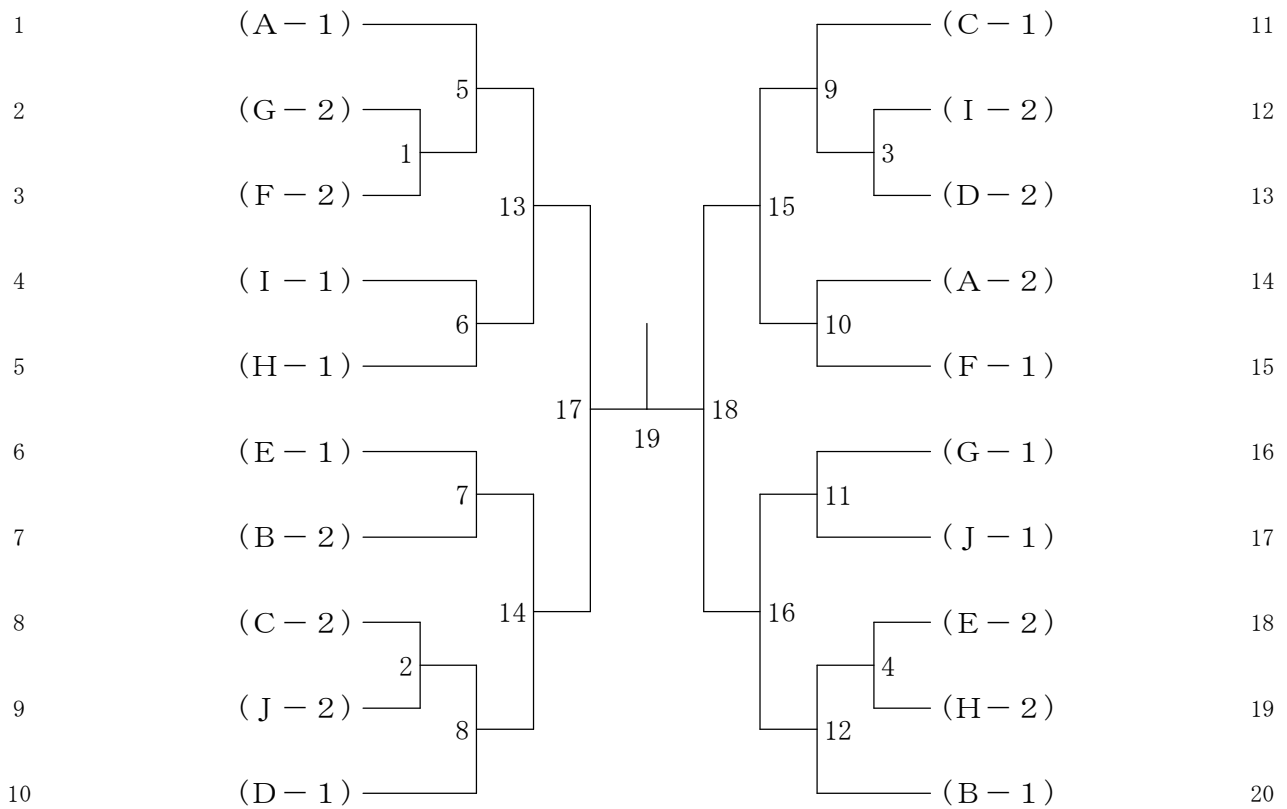 1 (A－1) (C－1) 11
5 9
2 (G－2) (I－2) 12
1 3
3 (F－2) (D－2) 13
13 15
4 (I－1) (A－2) 14
6 10
5 (H－1) (F－1) 15
17 18
19
6 (E－1) (G－1) 16
7 11
7 (B－2) (J－1) 17
14 16
8 (C－2) (E－2) 18
2 4
9 (J－2) (H－2) 19
8 12
10 (D－1) (B－1) 20